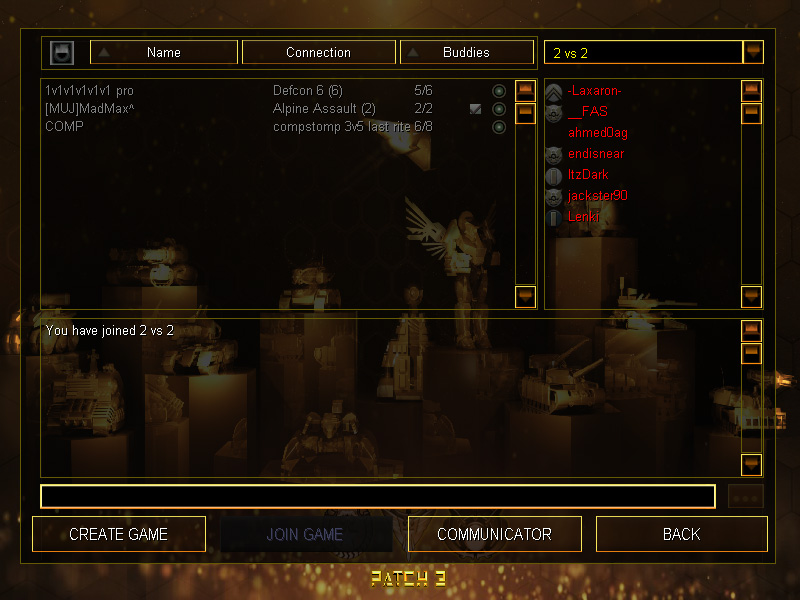 Name Connection Buddies 2 vs 2
1v1v1v1v1v1 pro Defcon 6 (6) 5/6
[MUJ]MadMax^ Alpine Assault (2) 2/2
COMP compstomp 3v5 last rite 6/8
-Laxaron-
__FAS
ahmed0ag
endisnear
ItzDark
jackster90
Lenki
You have joined 2 vs 2
CREATE GAME JOIN GAME COMMUNICATOR BACK
PATCH 3